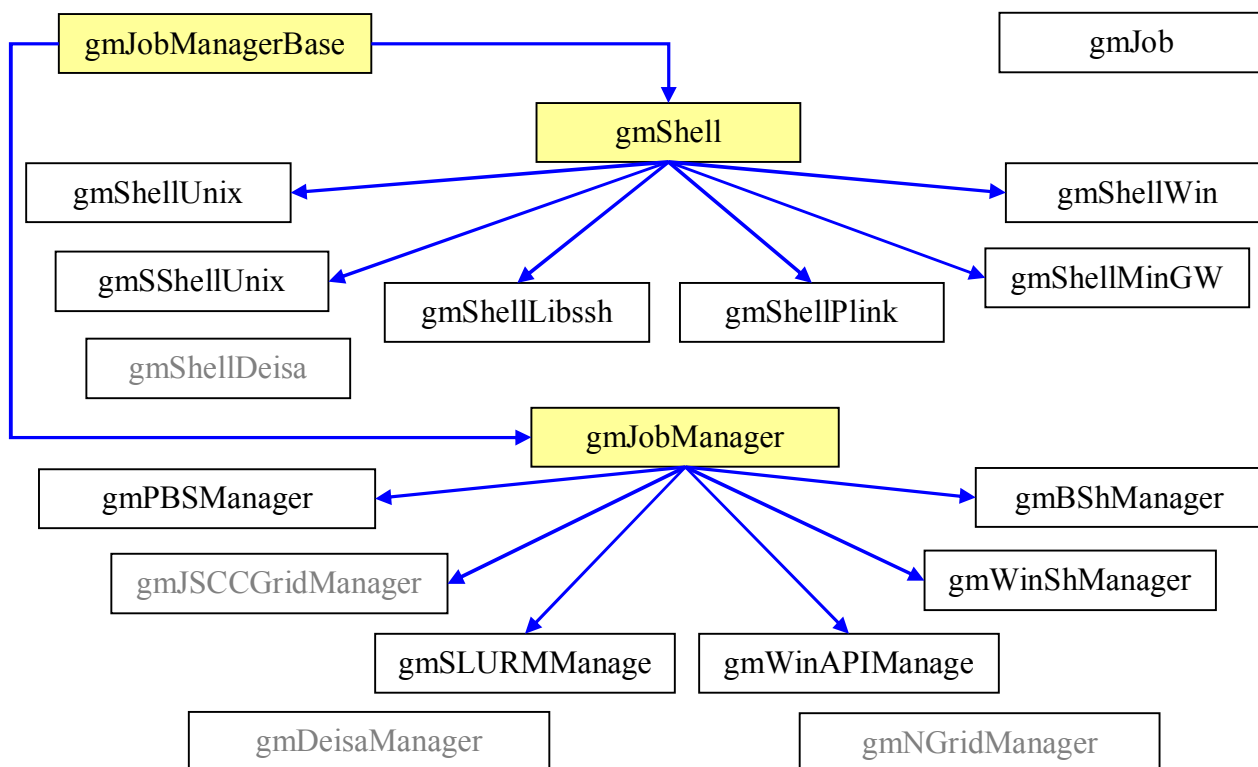 gmJobManagerBase
gmJob
gmShell
gmShellUnix
gmShellWin
gmSShellUnix
gmShellMinGW
gmShellLibssh
gmShellPlink
gmShellDeisa
gmJobManager
gmPBSManager
gmBShManager
gmJSCCGridManager
gmWinShManager
gmSLURMManage
gmWinAPIManage
gmDeisaManager
gmNGridManager